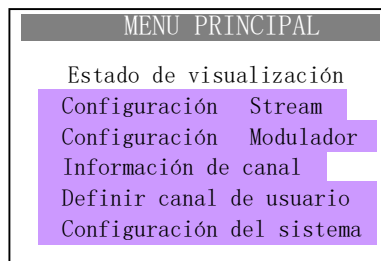 MENU PRINCIPAL
Estado de visualización
Configuración Stream
Configuración Modulador
Información de canal
Definir canal de usuario
Configuración del sistema